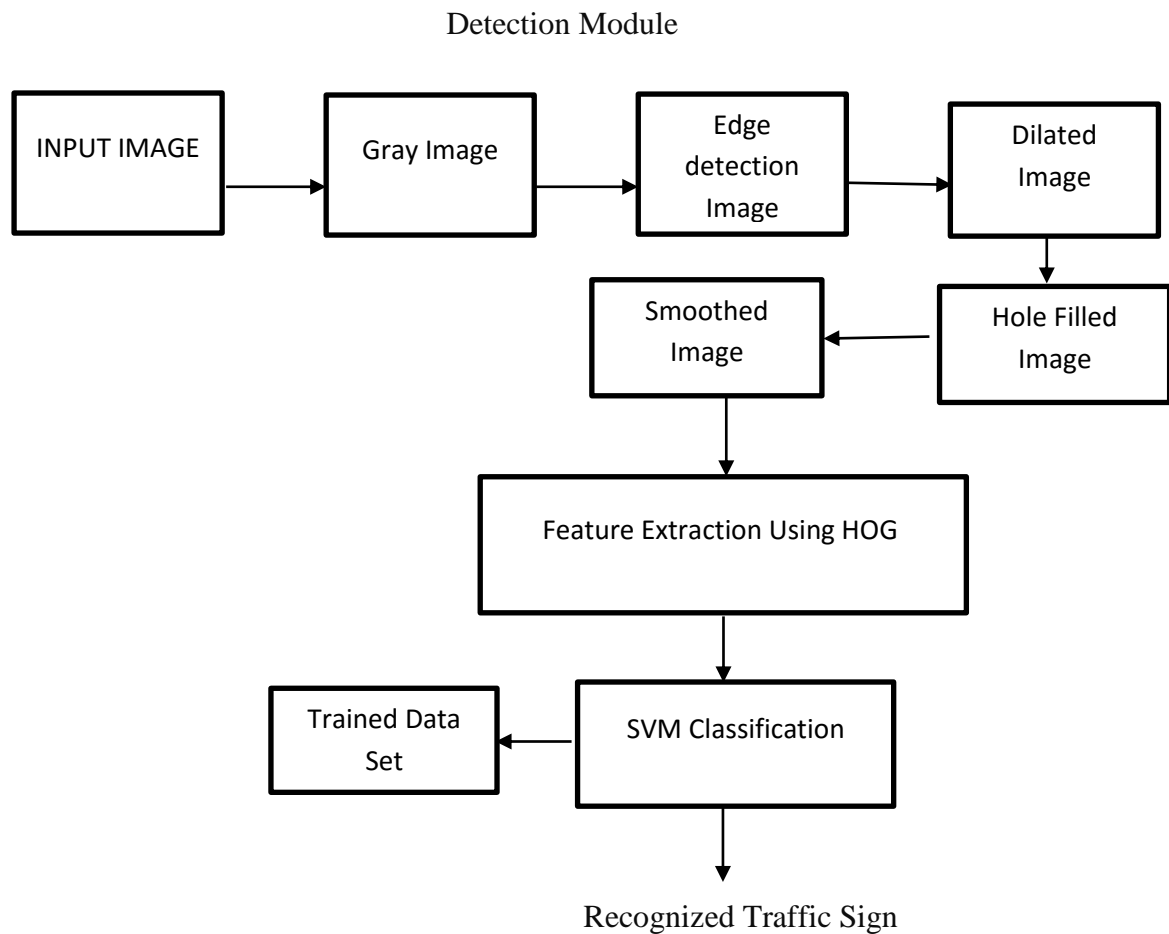 Detection Module
INPUT IMAGE
Gray Image
Edge
detection
Image
Dilated
Image
Smoothed
Image
Hole Filled
Image
Feature Extraction Using HOG
Trained Data
Set
SVM Classification
Recognized Traffic Sign